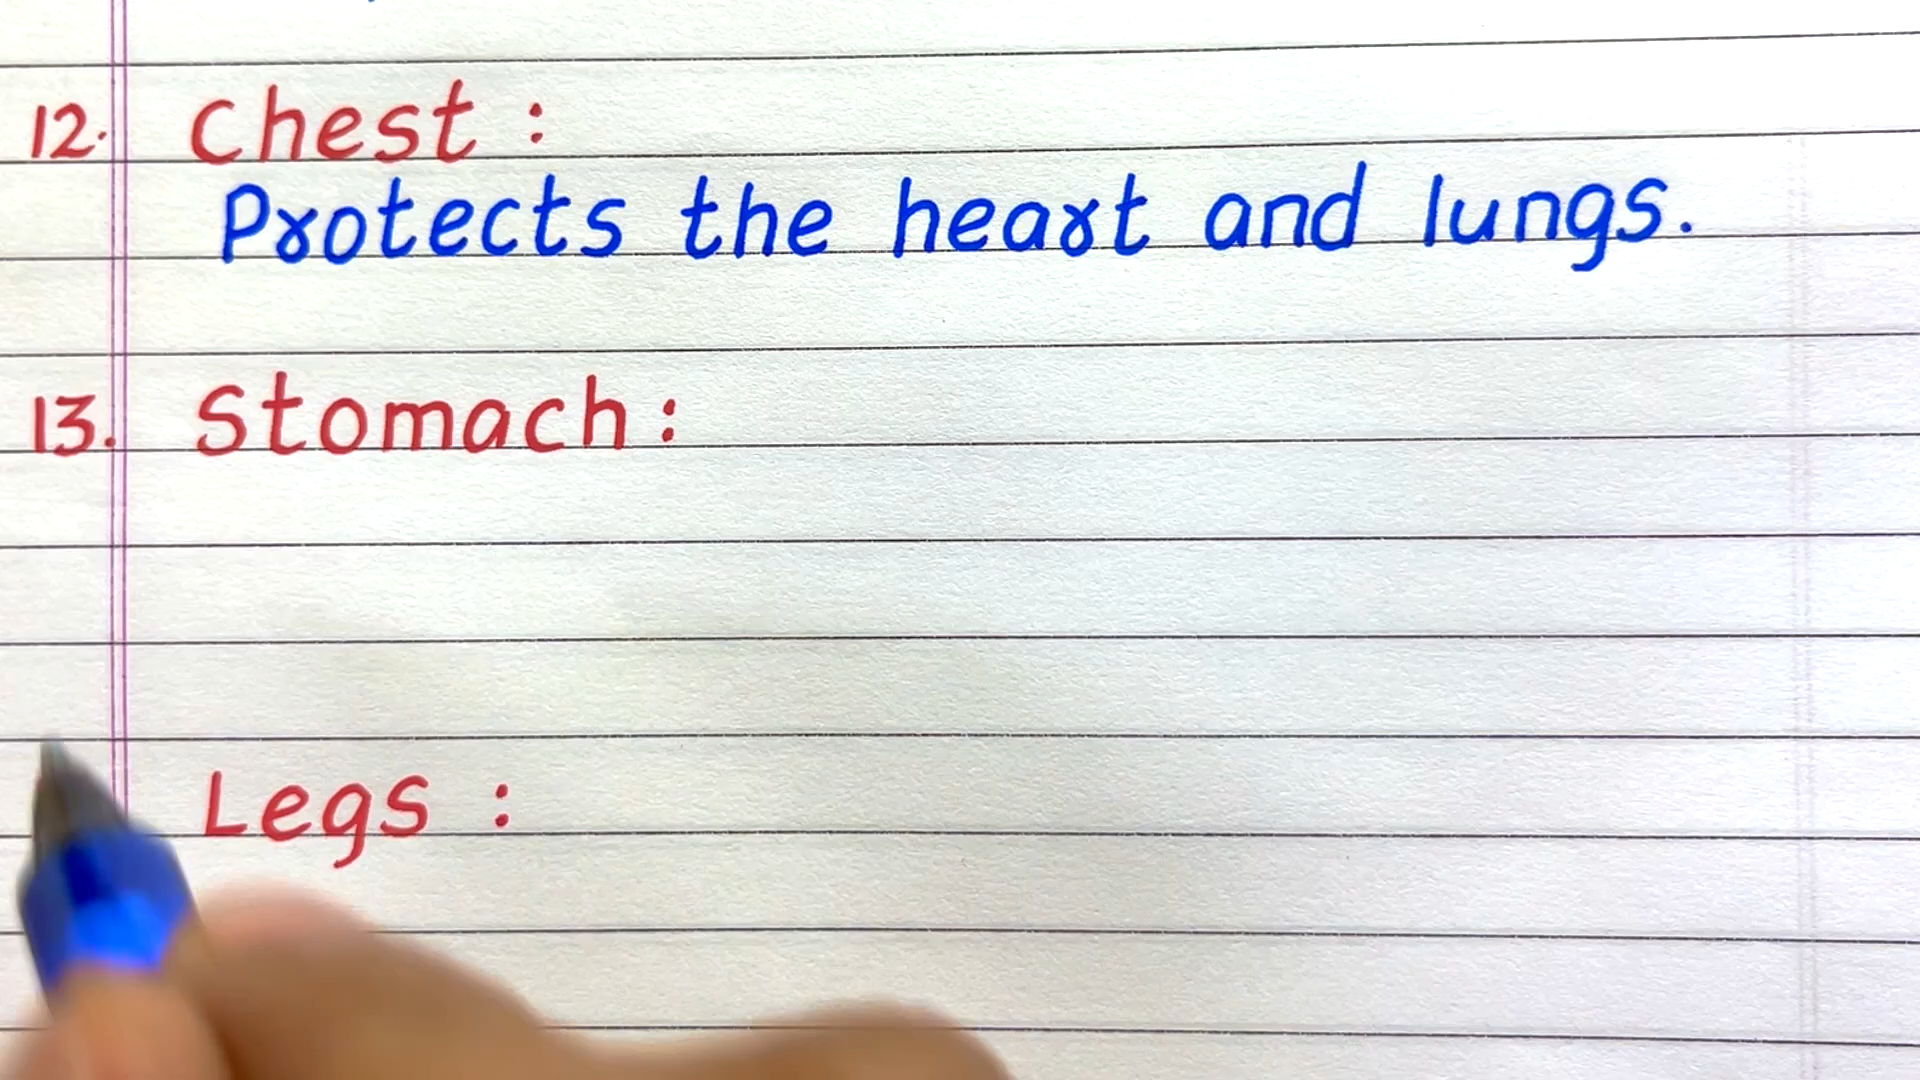 12. Chest :
Protects the heart and lungs.
13. Stomach :
Legs :